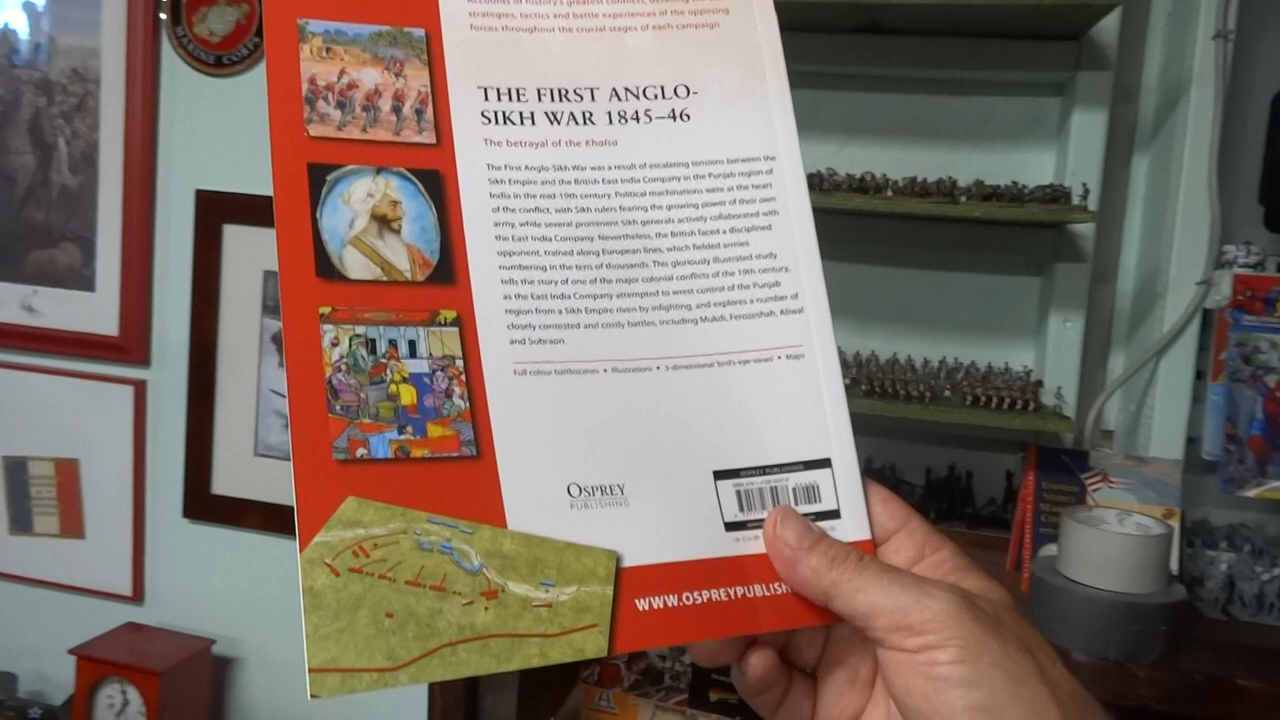 MARINE CORPS
Accounts of history's greatest conflicts, detailing the
strategies, tactics and battle experiences of the opposing
forces throughout the crucial stages of each campaign
THE FIRST ANGLO-
SIKH WAR 1845–46
The betrayal of the Khalsa
The First Anglo-Sikh War was a result of escalating tensions between the
Sikh Empire and the British East India Company in the Punjab region of
India in the mid-19th century. Political machinations were at the heart
of the conflict, with Sikh rulers fearing the growing power of their own
army, while several prominent Sikh generals actively collaborated with
the East India Company. Nevertheless, the British faced a disciplined
opponent, trained along European lines, which fielded armies
numbering in the tens of thousands. This gloriously illustrated study
tells the story of one of the major colonial conflicts of the 19th century,
as the East India Company attempted to wrest control of the Punjab
region from a Sikh Empire riven by infighting, and explores a number of
closely contested and costly battles, including Mukdi, Ferozeshah, Aliwal
and Sobraon.
Full colour battlescenes • Illustrations • 3-dimensional 'bird's-eye-views' • Maps
OSPREY
PUBLISHING
OSPREY PUBLISHING
WWW.OSPREYPUBLISH